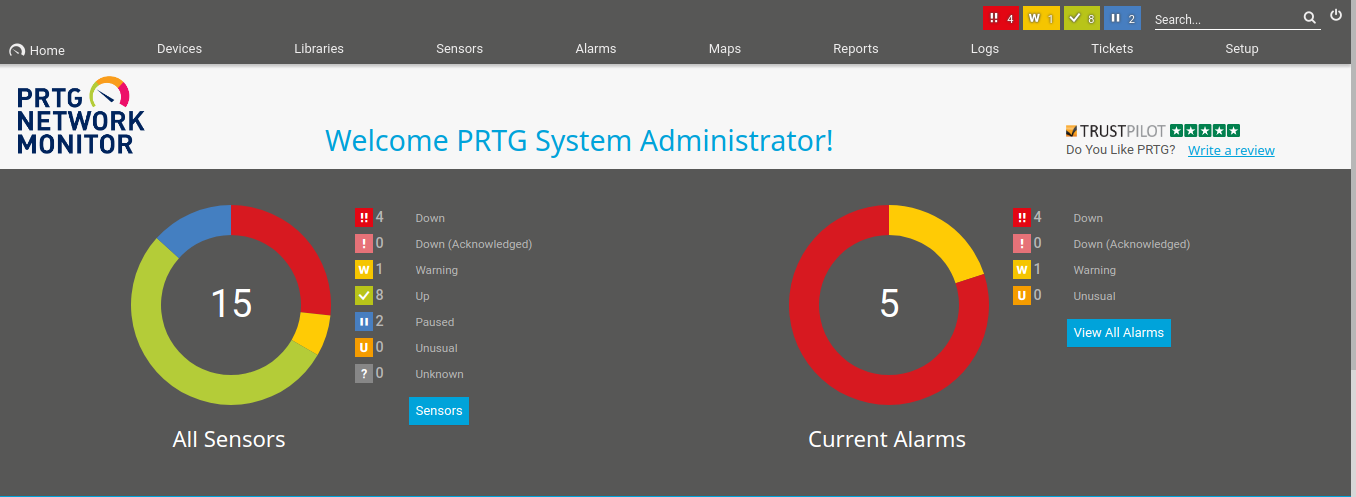 !! 4 W 1 8 2 Search...
Home Devices Libraries Sensors Alarms Maps Reports Logs Tickets Setup
PRTG
NETWORK
MONITOR
Welcome PRTG System Administrator!
TRUSTPILOT
Do You Like PRTG? Write a review
15
!! 4 Down
! 0 Down (Acknowledged)
W 1 Warning
8 Up
2 Paused
U 0 Unusual
? 0 Unknown
Sensors
All Sensors
5
!! 4 Down
! 0 Down (Acknowledged)
W 1 Warning
U 0 Unusual
View All Alarms
Current Alarms